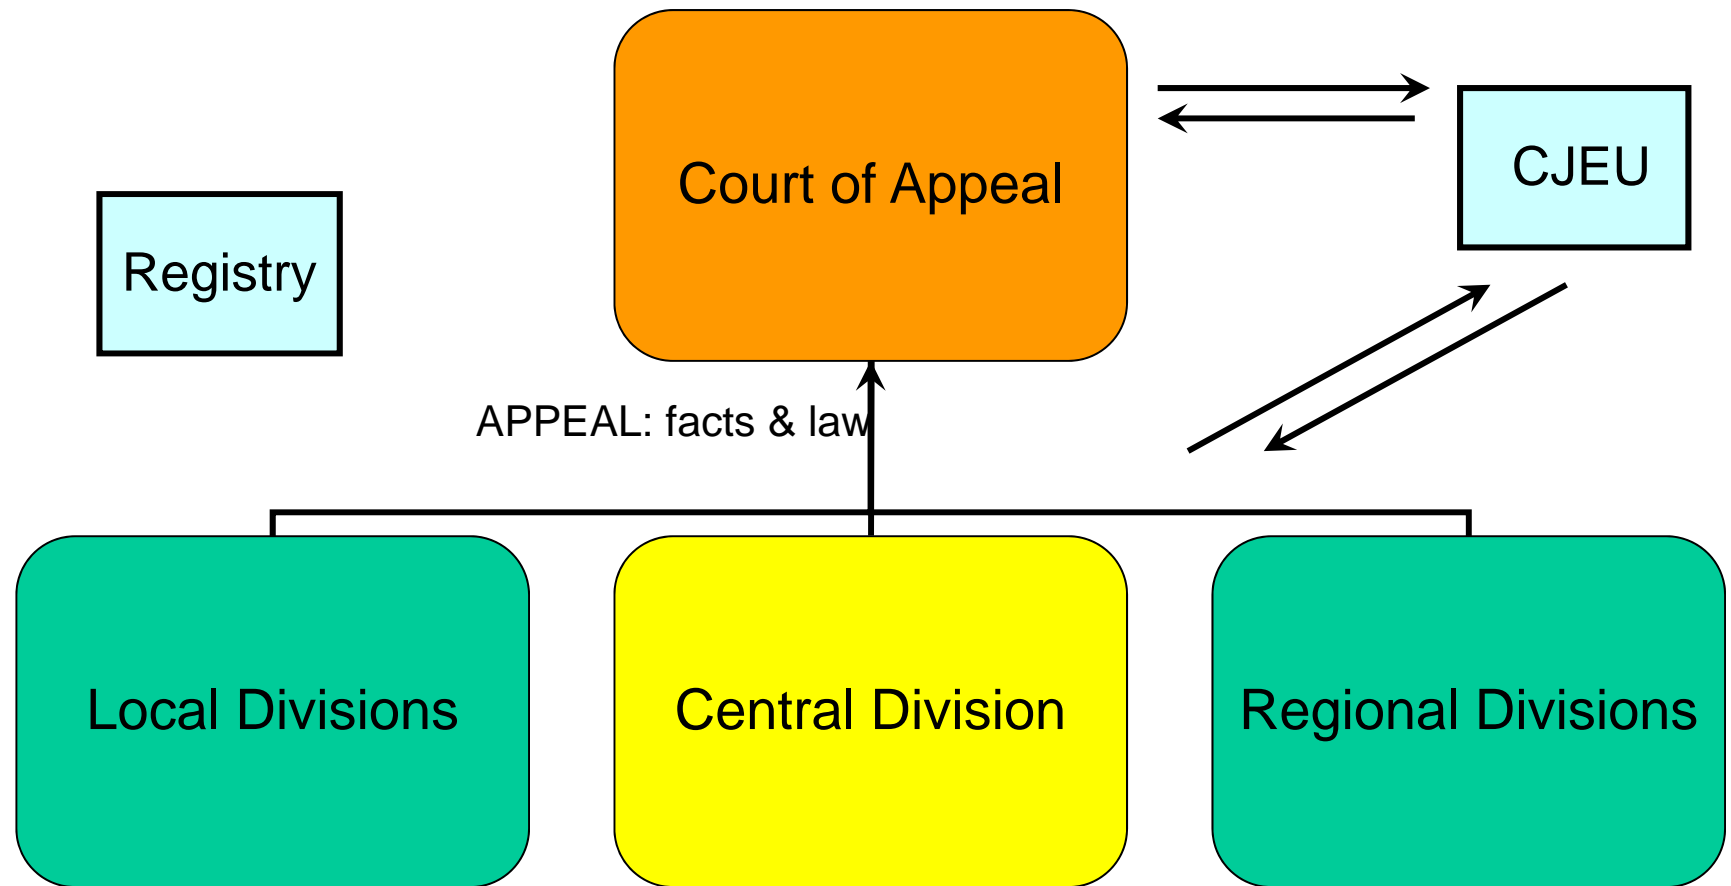 Court of Appeal
CJEU
Registry
APPEAL: facts & law
Local Divisions
Central Division
Regional Divisions